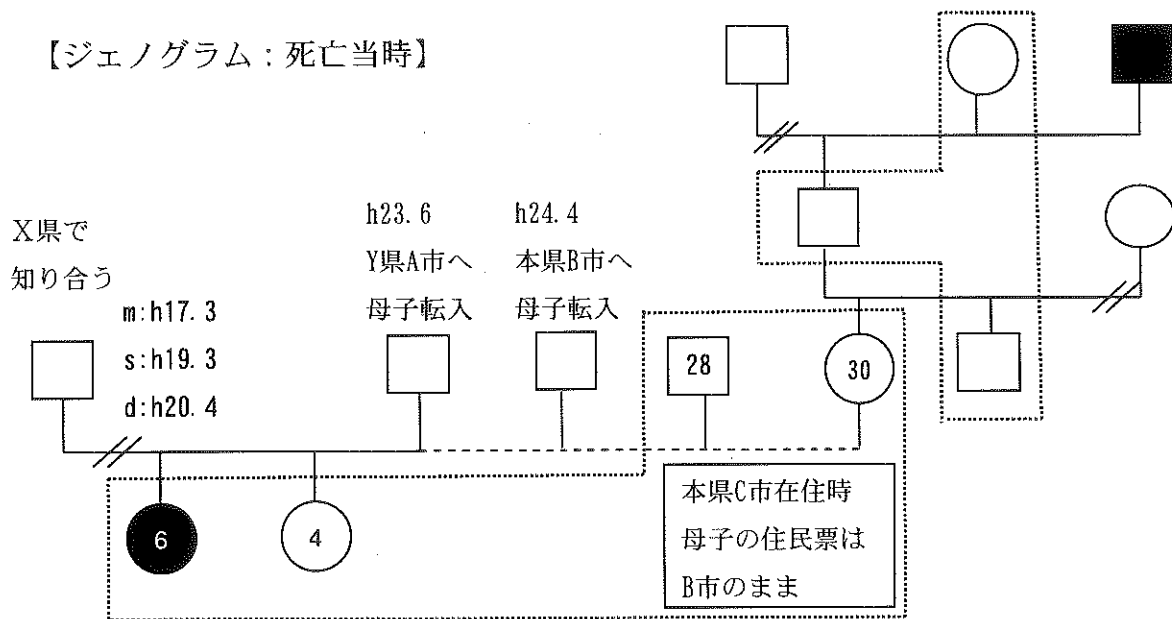 【ジェノグラム：死亡当時】
X県で
知り合う
m:h17.3
s:h19.3
d:h20.4
h23.6
Y県A市へ
母子転入
h24.4
本県B市へ
母子転入
28
30
6
4
本県C市在住時
母子の住民票は
B市のまま